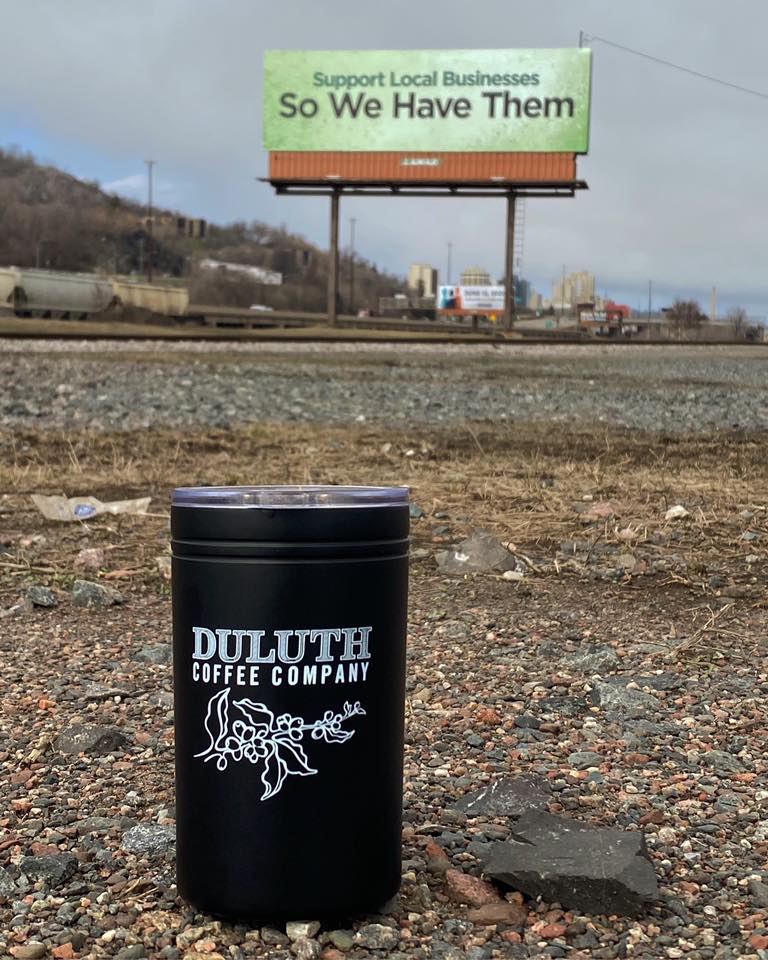 Support Local Businesses
So We Have Them
DULUTH
COFFEE COMPANY